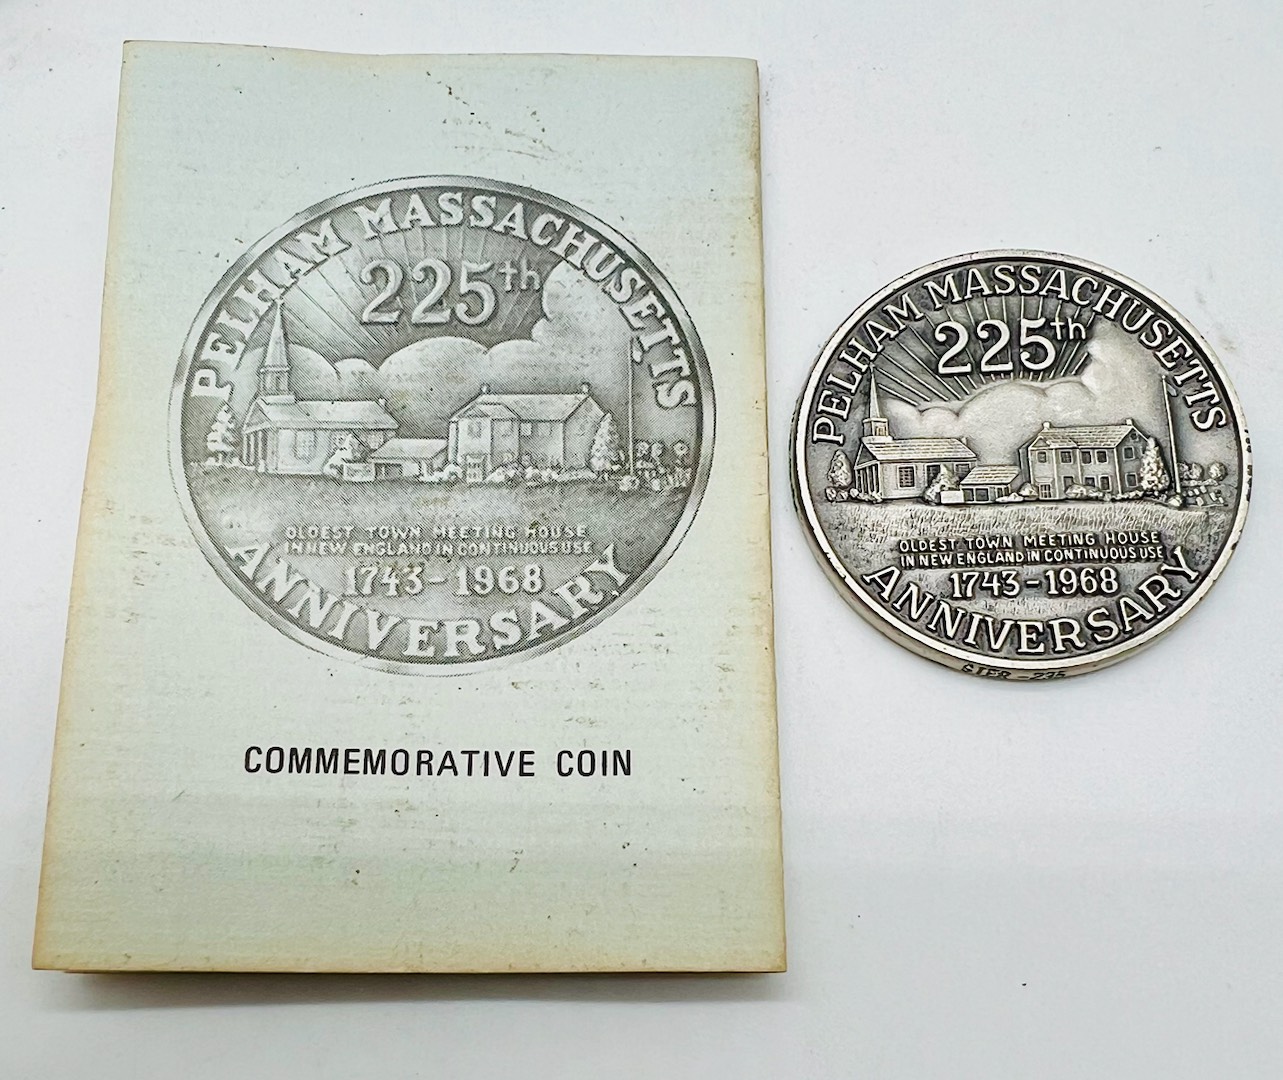 PELHAM MASSACHUSETTS
225th
OLDEST TOWN MEETING HOUSE
IN NEW ENGLAND IN CONTINUOUS USE
1743-1968
ANNIVERSARY
COMMEMORATIVE COIN
PELHAM MASSACHUSETTS
225th
OLDEST TOWN MEETING HOUSE
IN NEW ENGLAND IN CONTINUOUS USE
1743-1968
ANNIVERSARY